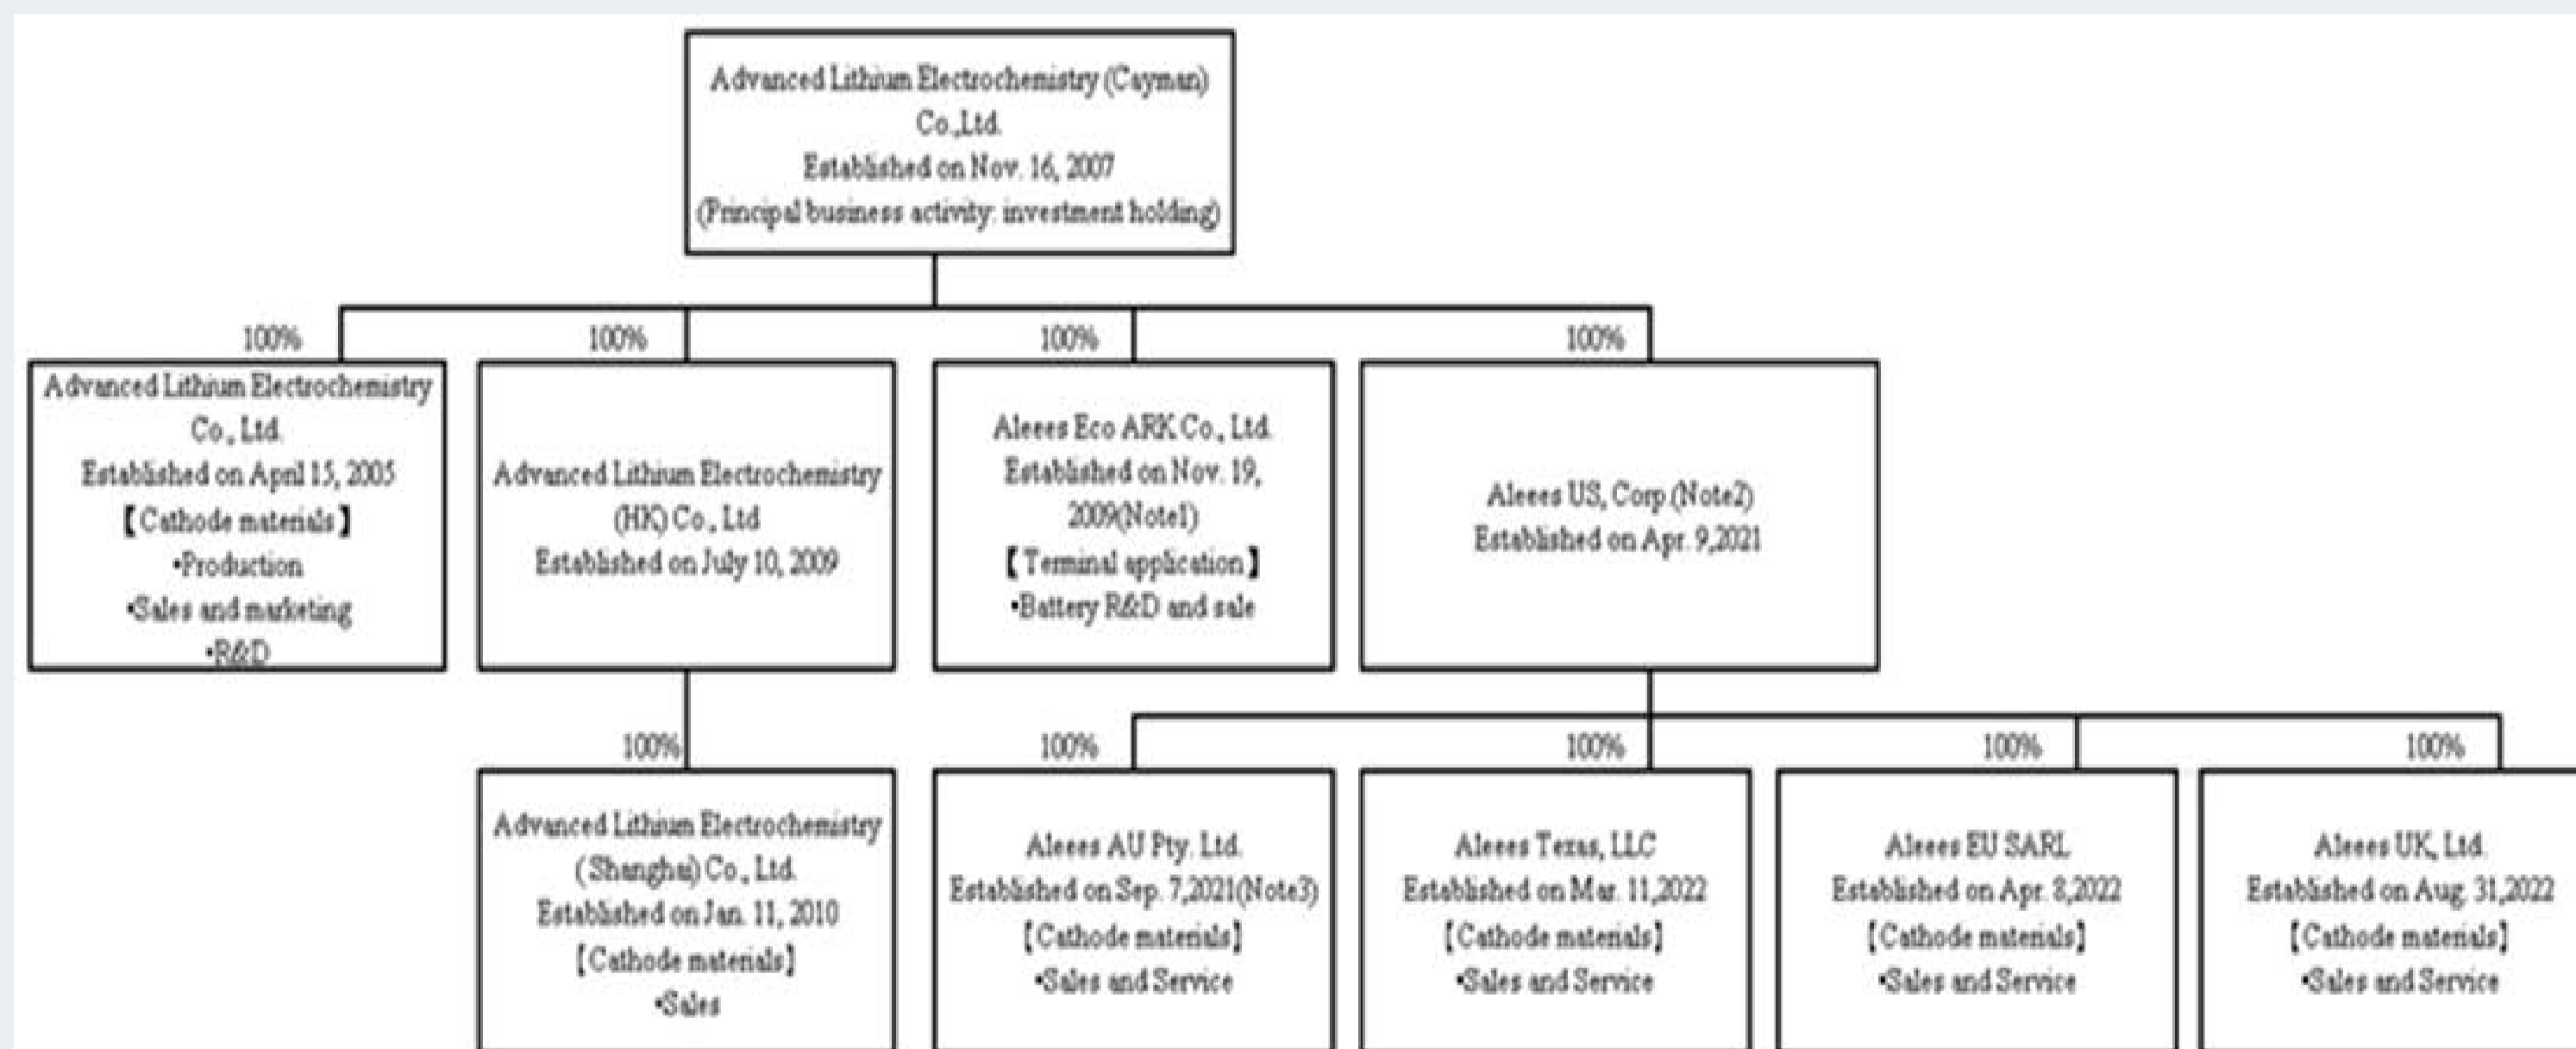 Advanced Lithium Electrochemistry (Cayman)
Co.,Ltd.
Established on Nov. 16, 2007
(Principal business activity: investment holding)
100%
100%
100%
100%
Advanced Lithium Electrochemistry
Co., Ltd.
Established on April 15, 2005
【Cathode materials】
•Production
•Sales and marketing
•R&D
Advanced Lithium Electrochemistry
(HK) Co., Ltd
Established on July 10, 2009
Aleees Eco ARK Co., Ltd.
Established on Nov. 19,
2009(Note1)
【Terminal application】
•Battery R&D and sale
Aleees US, Corp.(Note2)
Established on Apr. 9,2021
100%
100%
100%
100%
100%
Advanced Lithium Electrochemistry
(Shanghai) Co., Ltd.
Established on Jan. 11, 2010
【Cathode materials】
•Sales
Aleees AU Pty. Ltd.
Established on Sep. 7,2021(Note3)
【Cathode materials】
•Sales and Service
Aleees Texas, LLC
Established on Mar. 11,2022
【Cathode materials】
•Sales and Service
Aleees EU SARL
Established on Apr. 8,2022
【Cathode materials】
•Sales and Service
Aleees UK, Ltd.
Established on Aug. 31,2022
【Cathode materials】
•Sales and Service